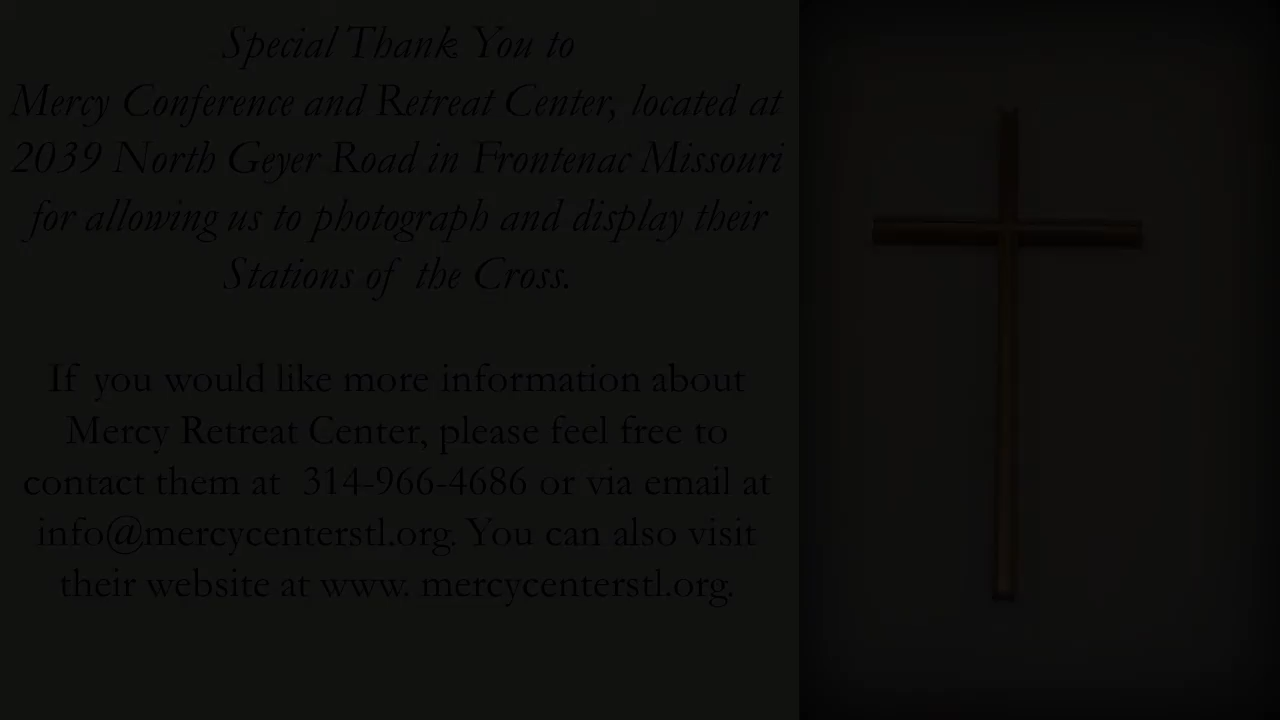 Special Thank You to
Mercy Conference and Retreat Center, located at
2039 North Geyer Road in Frontenac Missouri
for allowing us to photograph and display their
Stations of the Cross.
If you would like more information about
Mercy Retreat Center, please feel free to
contact them at 314-966-4686 or via email at
info@mercycenterstl.org. You can also visit
their website at www. mercycenterstl.org.